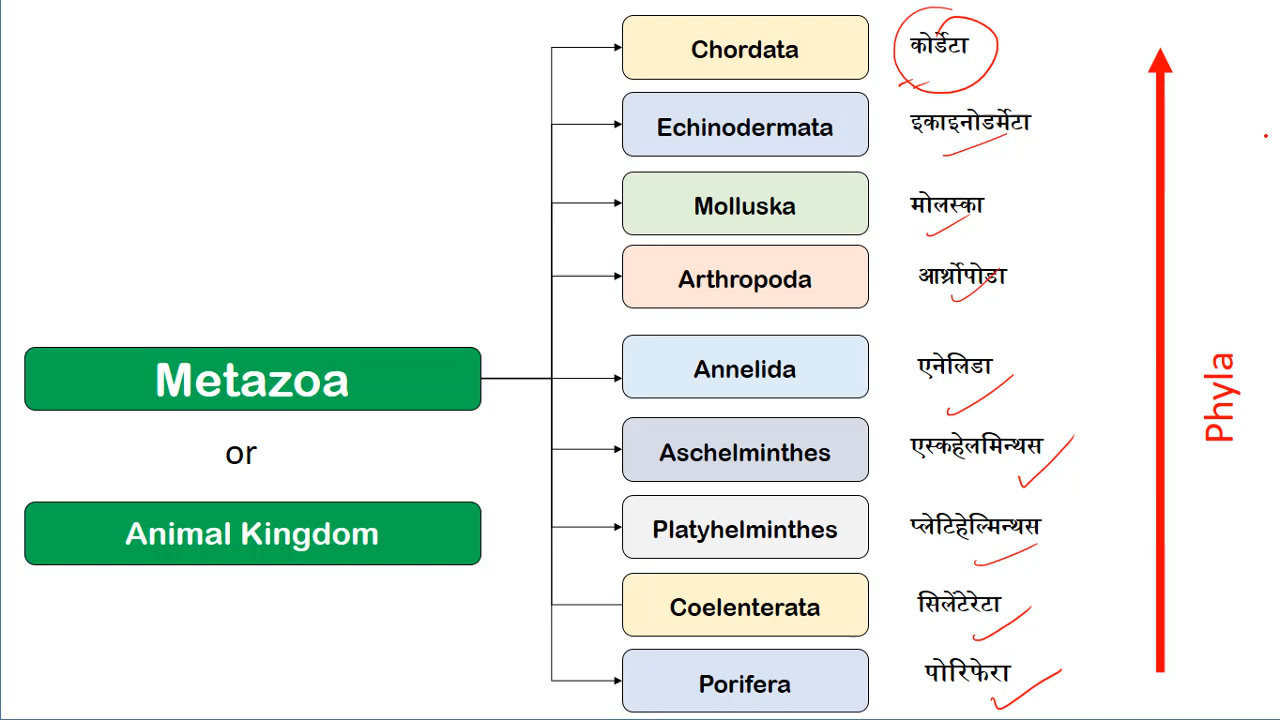 Chordata कोर्डेटा
Echinodermata इकाइनोडर्मेटा
Molluska मोलस्का
Arthropoda आर्थ्रोपोडा
Annelida एनेलिडा
Metazoa
or
Animal Kingdom
Aschelminthes एस्कहेलमिन्थस
Platyhelminthes प्लेटिहेल्मिन्थस
Coelenterata सिलेंटेरेटा
Porifera पोरिफेरा
Phyla